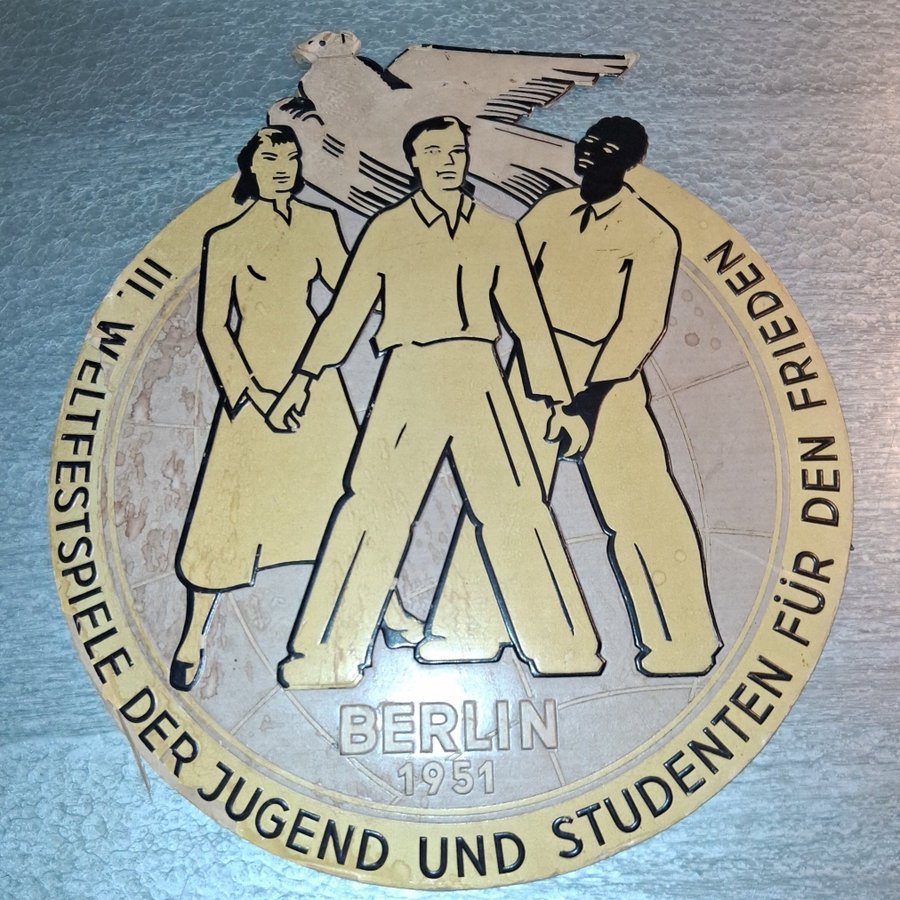 III. WELTFESTSPIELE DER JUGEND UND STUDENTEN FÜR DEN FRIEDEN
BERLIN
1951